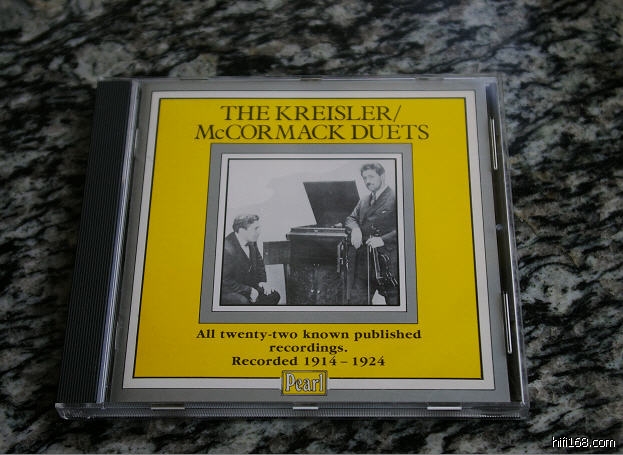 THE KREISLER/
McCORMACK DUETS
All twenty-two known published
recordings.
Recorded 1914-1924
Pearl
hifi168.com